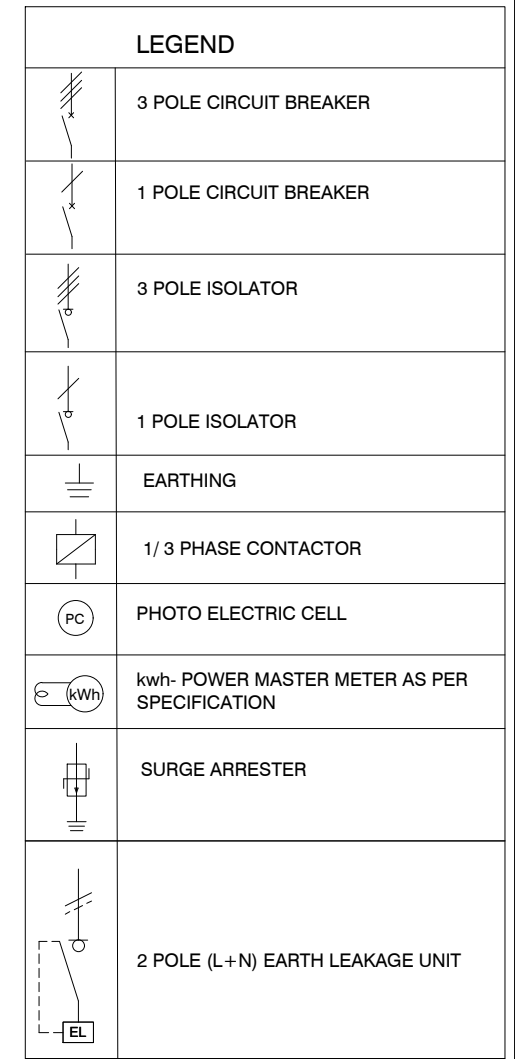 LEGEND
3 POLE CIRCUIT BREAKER
1 POLE CIRCUIT BREAKER
3 POLE ISOLATOR
1 POLE ISOLATOR
EARTHING
1/ 3 PHASE CONTACTOR
PC
PHOTO ELECTRIC CELL
kWh
kwh- POWER MASTER METER AS PER
SPECIFICATION
SURGE ARRESTER
2 POLE (L+N) EARTH LEAKAGE UNIT
EL